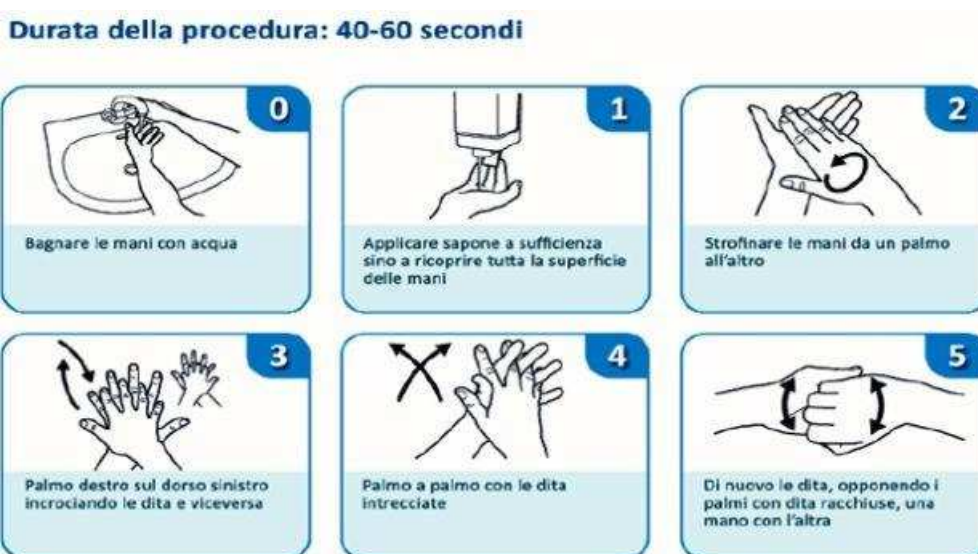 Durata della procedura: 40-60 secondi
0
Bagnare le mani con acqua
1
Applicare sapone a sufficienza
sino a ricoprire tutta la superficie
delle mani
2
Strofinare le mani da un palmo
all'altro
3
Palmo destro sul dorso sinistro
incrociando le dita e viceversa
4
Palmo a palmo con le dita
intrecciate
5
Di nuovo le dita, opponendo i
palmi con dita racchiuse, una
mano con l'altra